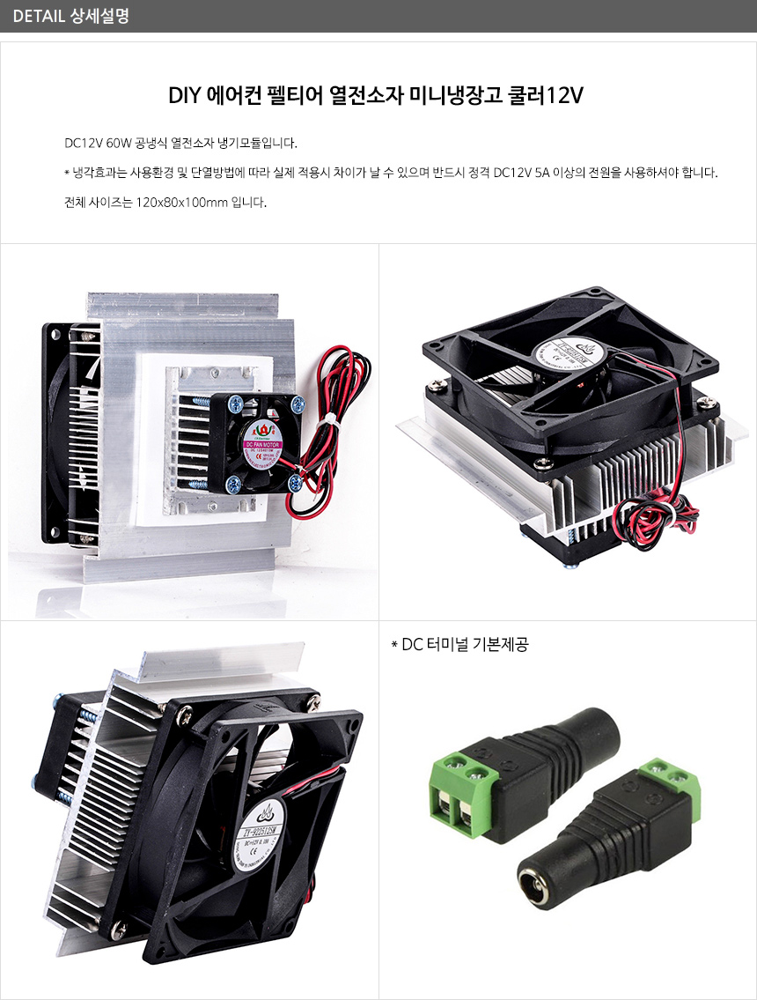 DETAIL 상세설명
DIY 에어컨 펠티어 열전소자 미니냉장고 쿨러12V
DC12V 60W 공냉식 열전소자 냉기모듈입니다.
* 냉각효과는 사용환경 및 단열방법에 따라 실제 적용시 차이가 날 수 있으며 반드시 정격 DC12V 5A 이상의 전원을 사용하셔야 합니다.
전체 사이즈는 120x80x100mm 입니다.
DC FAN MOTOR
CE
CE
* DC 터미널 기본제공
ZY-922512SM
CE